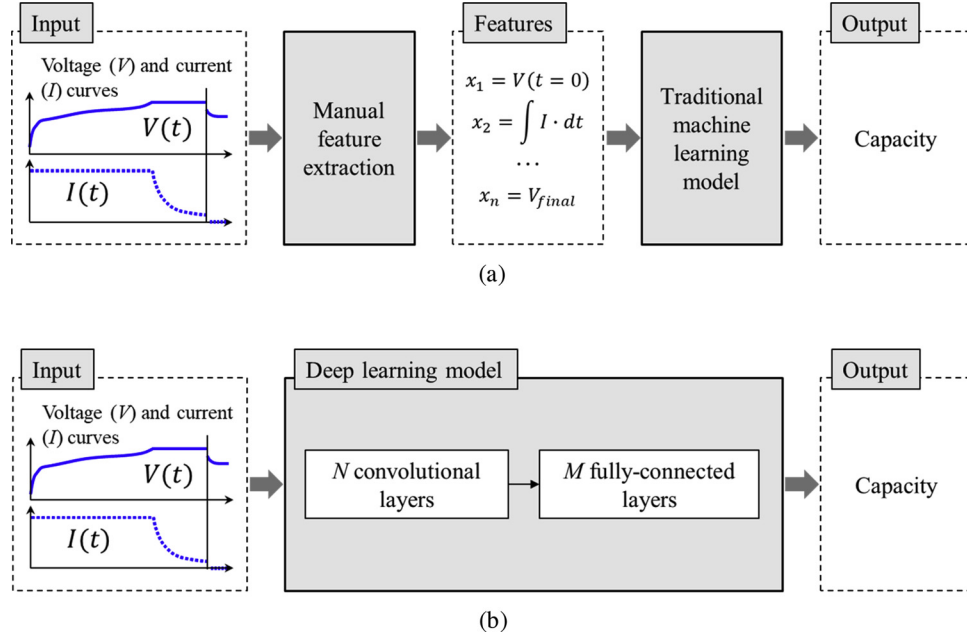 Input
Voltage (V) and current
(I) curves
V(t)
I(t)
Manual
feature
extraction
Features
x₁ = V(t = 0)
x₂ = ∫ I · dt
…
xₙ = V_final
Traditional
machine
learning
model
Output
Capacity
(a)
Input
Voltage (V) and current
(I) curves
V(t)
I(t)
Deep learning model
N convolutional
layers
M fully-connected
layers
Output
Capacity
(b)